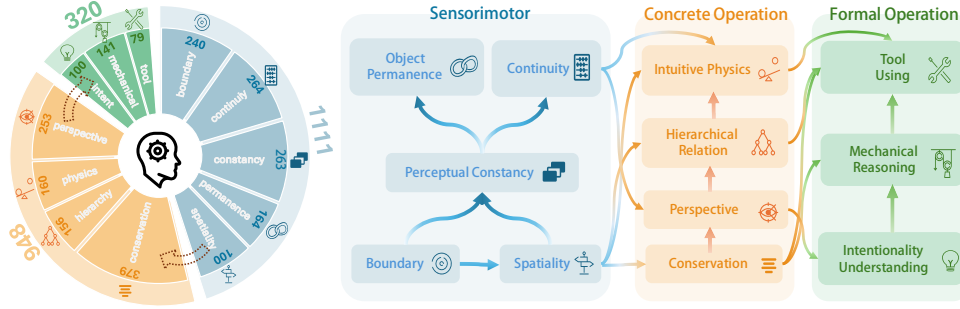 320
100
intent
141
mechanical
79
tool
240
boundary
264
continuiy
263
constancy
164
permanence
100
spatiality
1111
379
conservation
156
hierarchy
160
physics
253
perspective
948
Sensorimotor
Object
Permanence
Continuity
Perceptual Constancy
Boundary
Spatiality
Concrete Operation
Intuitive Physics
Hierarchical
Relation
Perspective
Conservation
Formal Operation
Tool
Using
Mechanical
Reasoning
Intentionality
Understanding